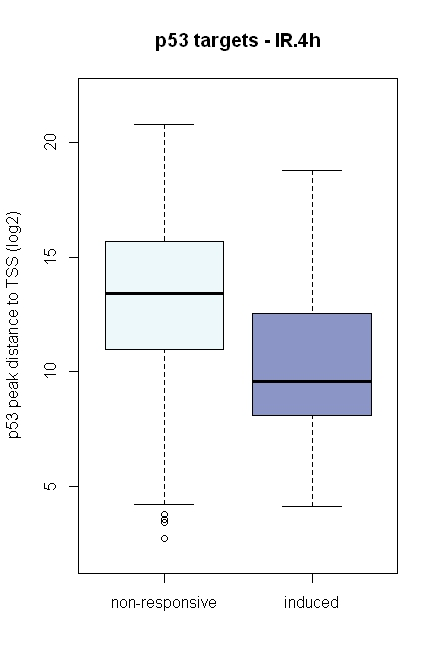 p53 targets - IR.4h
p53 peak distance to TSS (log2)
20
15
10
5
non-responsive
induced